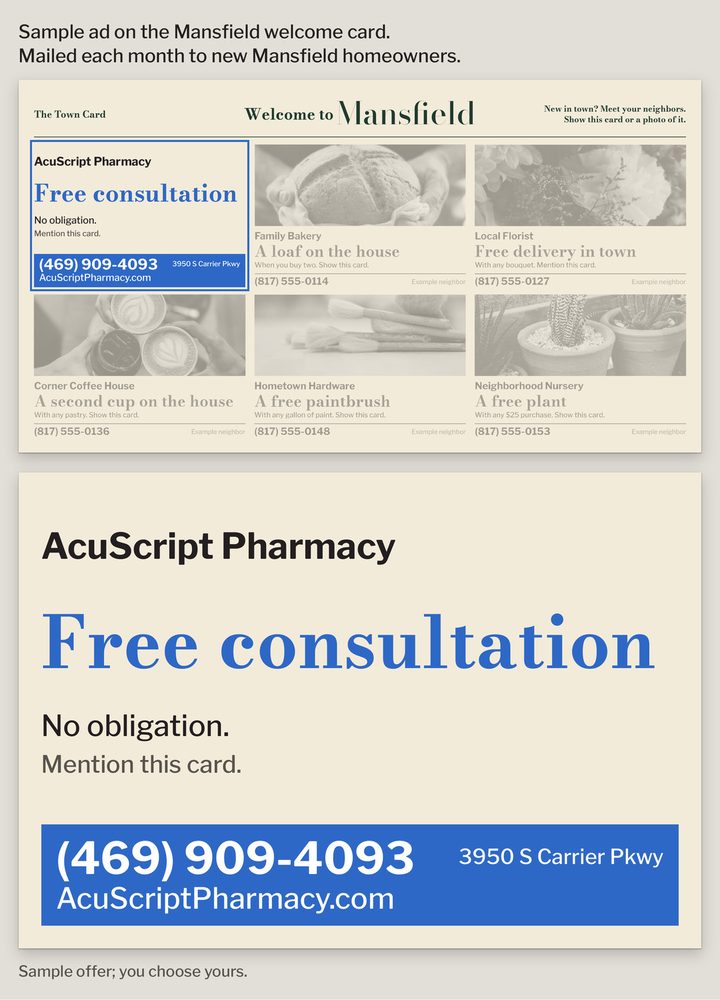 Sample ad on the Mansfield welcome card.
Mailed each month to new Mansfield homeowners.
The Town Card
Welcome to Mansfield
New in town? Meet your neighbors.
Show this card or a photo of it.
AcuScript Pharmacy
Free consultation
No obligation.
Mention this card.
(469) 909-4093
3950 S Carrier Pkwy
AcuScriptPharmacy.com
Family Bakery
A loaf on the house
When you buy two. Show this card.
(817) 555-0114
Example neighbor
Local Florist
Free delivery in town
With any bouquet. Mention this card.
(817) 555-0127
Example neighbor
Corner Coffee House
A second cup on the house
With any pastry. Show this card.
(817) 555-0136
Example neighbor
Hometown Hardware
A free paintbrush
With any gallon of paint. Show this card.
(817) 555-0148
Example neighbor
Neighborhood Nursery
A free plant
With any $25 purchase. Show this card.
(817) 555-0153
Example neighbor
AcuScript Pharmacy
Free consultation
No obligation.
Mention this card.
(469) 909-4093
3950 S Carrier Pkwy
AcuScriptPharmacy.com
Sample offer; you choose yours.